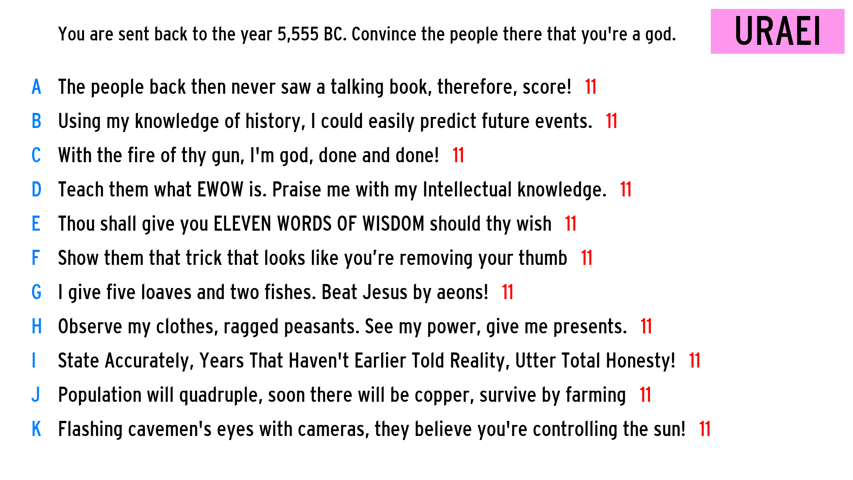 You are sent back to the year 5,555 BC. Convince the people there that you're a god.
URAEI
A The people back then never saw a talking book, therefore, score! 11
B Using my knowledge of history, I could easily predict future events. 11
C With the fire of thy gun, I'm god, done and done! 11
D Teach them what EWOW is. Praise me with my Intellectual knowledge. 11
E Thou shall give you ELEVEN WORDS OF WISDOM should thy wish 11
F Show them that trick that looks like you’re removing your thumb 11
G I give five loaves and two fishes. Beat Jesus by aeons! 11
H Observe my clothes, ragged peasants. See my power, give me presents. 11
I State Accurately, Years That Haven't Earlier Told Reality, Utter Total Honesty! 11
J Population will quadruple, soon there will be copper, survive by farming 11
K Flashing cavemen's eyes with cameras, they believe you're controlling the sun! 11